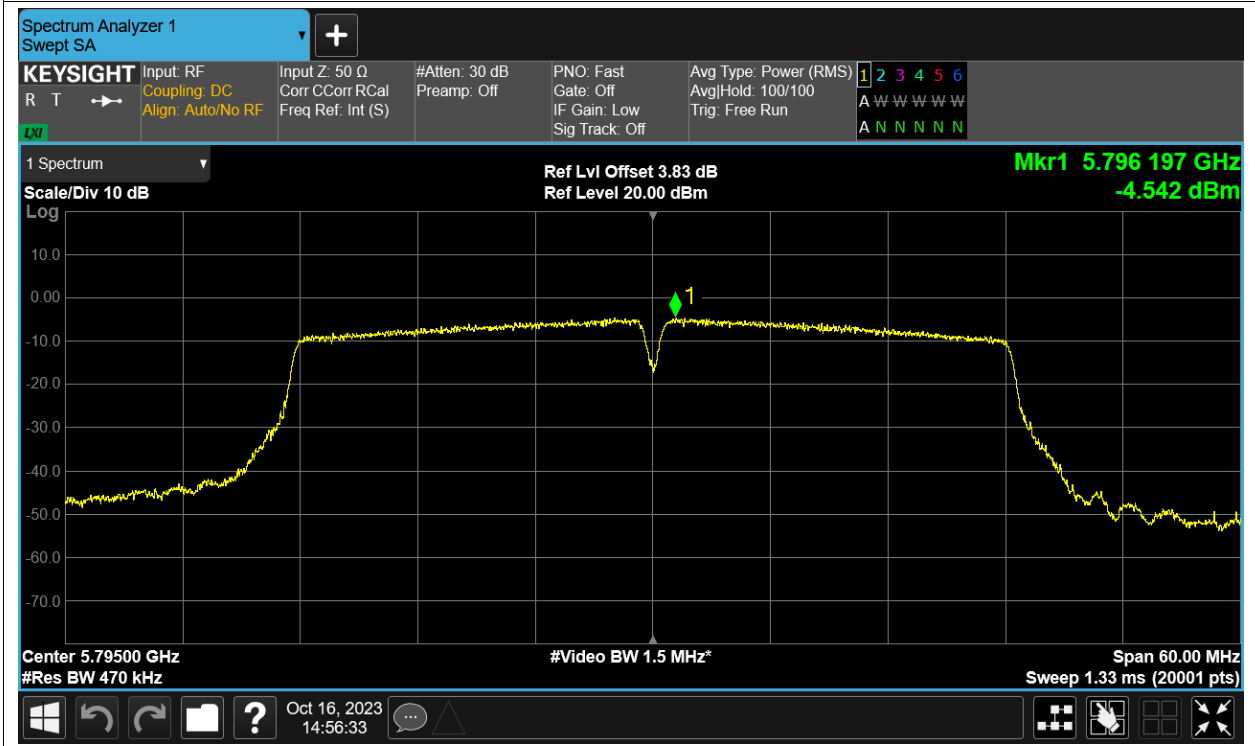 Spectrum Analyzer 1
Swept SA
+
KEYSIGHT
R T
LXI
Input: RF
Coupling: DC
Align: Auto/No RF
Input Z: 50 Ω
Corr CCorr RCal
Freq Ref: Int (S)
#Atten: 30 dB
Preamp: Off
PNO: Fast
Gate: Off
IF Gain: Low
Sig Track: Off
Avg Type: Power (RMS)
Avg|Hold: 100/100
Trig: Free Run
1 2 3 4 5 6
A W W W W W
A N N N N N
1 Spectrum
Scale/Div 10 dB
Log
Ref Lvl Offset 3.83 dB
Ref Level 20.00 dBm
Mkr1 5.796 197 GHz
-4.542 dBm
10.0
0.00
-10.0
-20.0
-30.0
-40.0
-50.0
-60.0
-70.0
1
Center 5.79500 GHz
#Res BW 470 kHz
#Video BW 1.5 MHz*
Span 60.00 MHz
Sweep 1.33 ms (20001 pts)
?
Oct 16, 2023
14:56:33